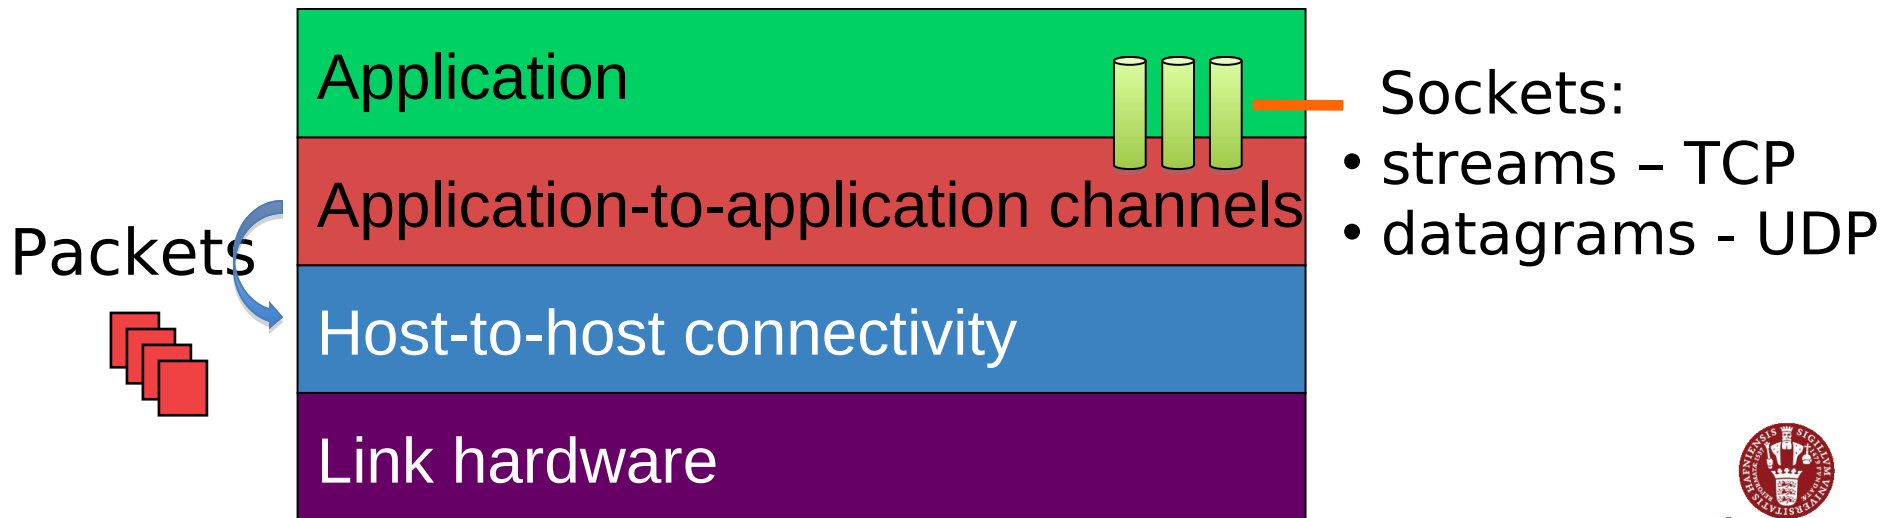 Application
Application-to-application channels
Host-to-host connectivity
Link hardware
Packets
Sockets:
• streams – TCP
• datagrams - UDP